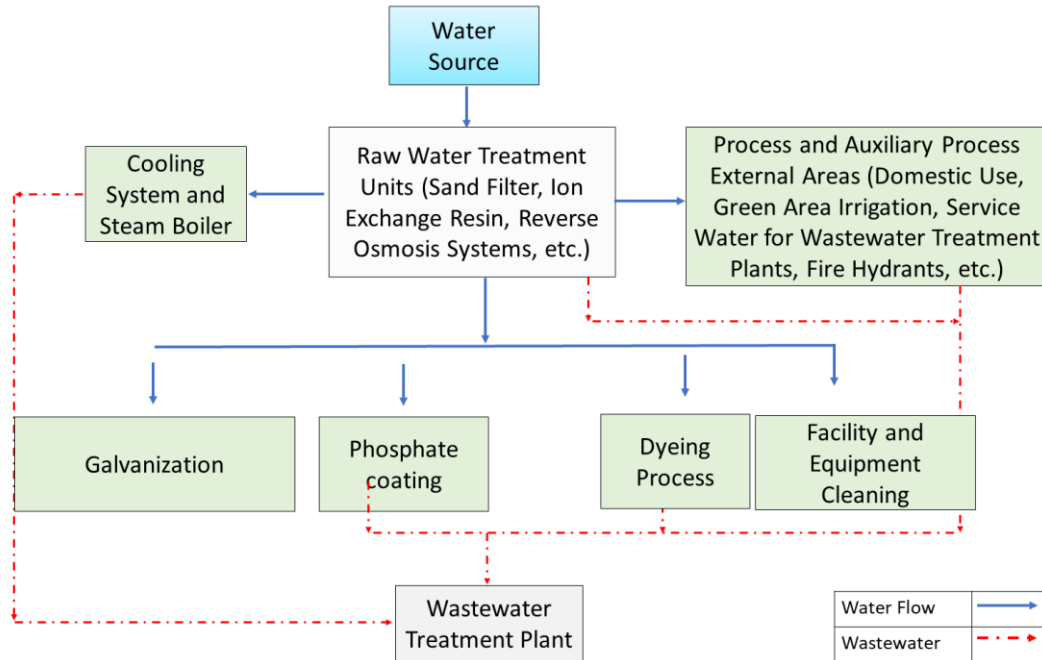 Water
Source
Cooling
System and
Steam Boiler
Raw Water Treatment
Units (Sand Filter, Ion
Exchange Resin, Reverse
Osmosis Systems, etc.)
Process and Auxiliary Process
External Areas (Domestic Use,
Green Area Irrigation, Service
Water for Wastewater Treatment
Plants, Fire Hydrants, etc.)
Galvanization
Phosphate
coating
Dyeing
Process
Facility and
Equipment
Cleaning
Wastewater
Treatment Plant
Water Flow
Wastewater